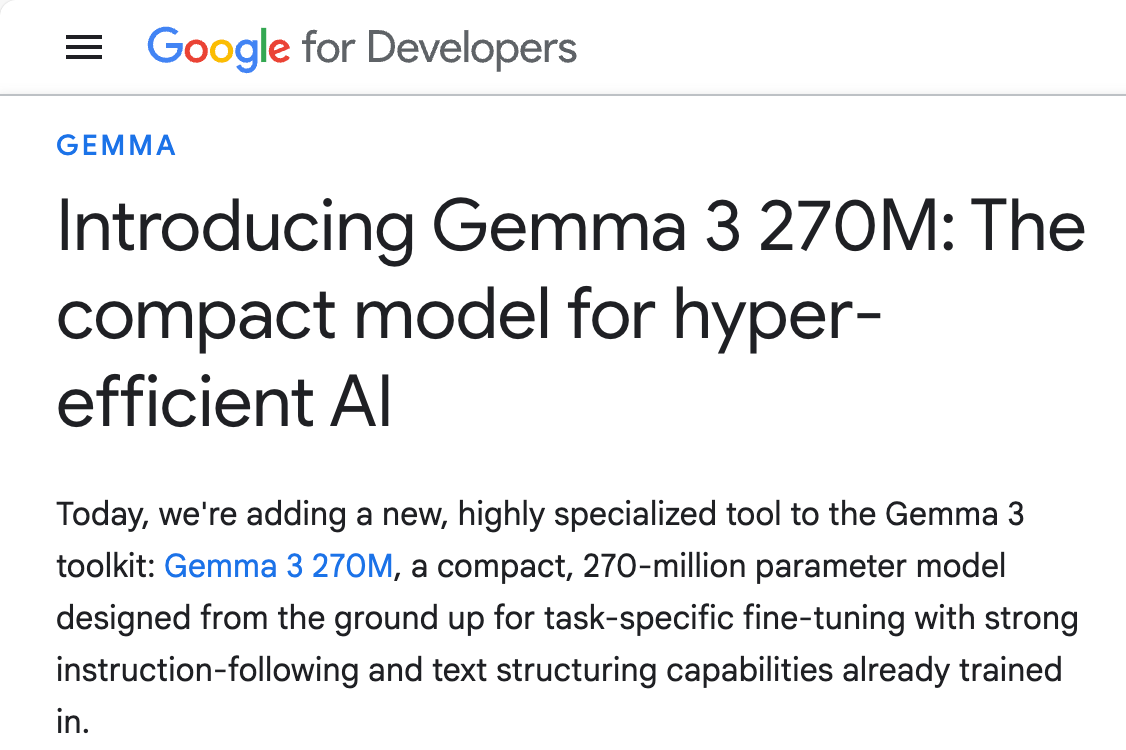 Google for Developers
GEMMA
Introducing Gemma 3 270M: The
compact model for hyper-
efficient AI
Today, we're adding a new, highly specialized tool to the Gemma 3
toolkit: Gemma 3 270M, a compact, 270-million parameter model
designed from the ground up for task-specific fine-tuning with strong
instruction-following and text structuring capabilities already trained
in.